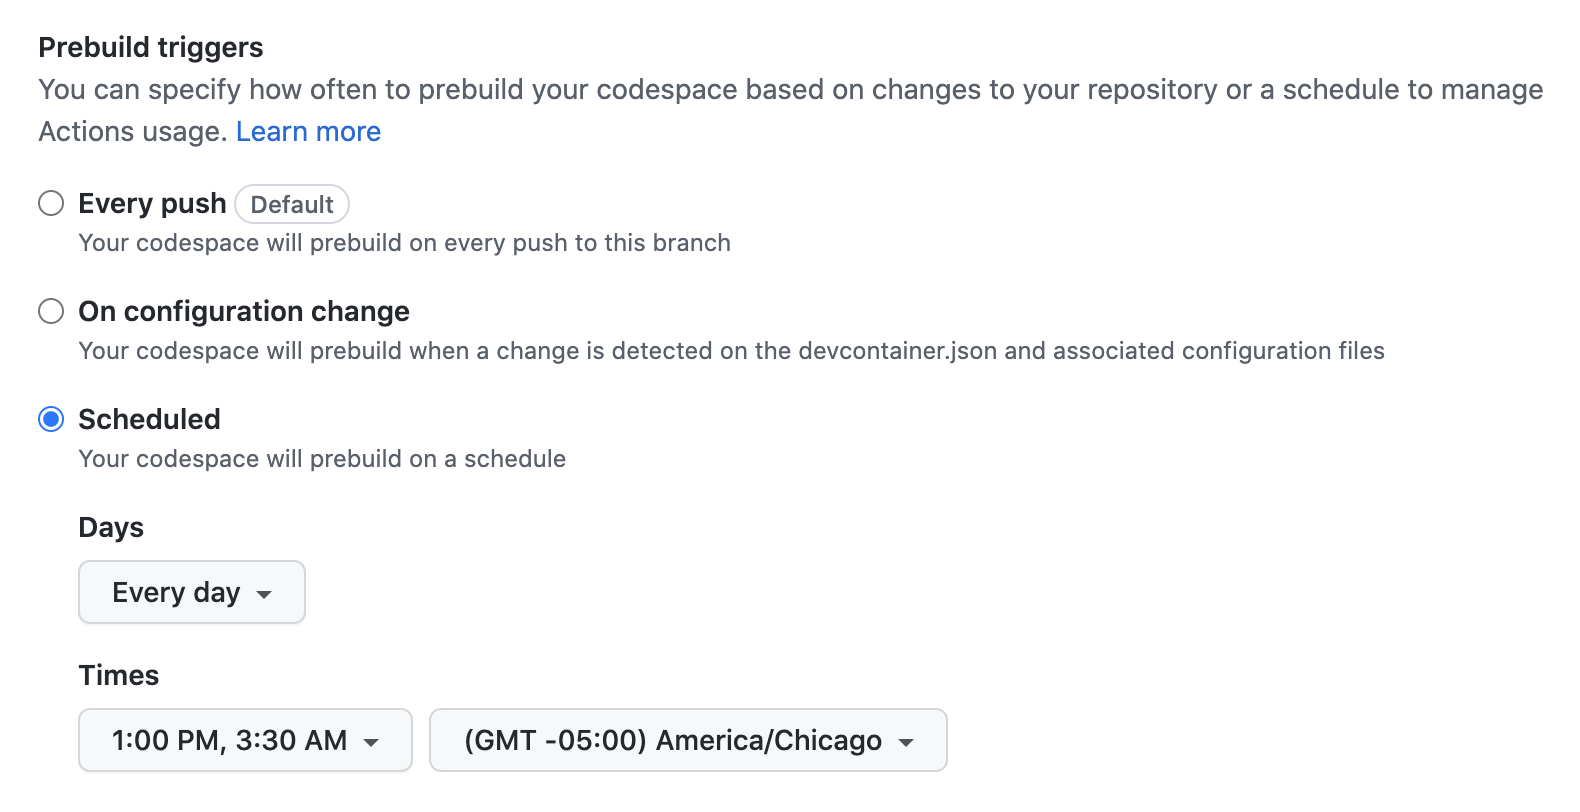 Prebuild triggers
You can specify how often to prebuild your codespace based on changes to your repository or a schedule to manage
Actions usage. Learn more
Every push Default
Your codespace will prebuild on every push to this branch
On configuration change
Your codespace will prebuild when a change is detected on the devcontainer.json and associated configuration files
Scheduled
Your codespace will prebuild on a schedule
Days
Every day
Times
1:00 PM, 3:30 AM (GMT -05:00) America/Chicago